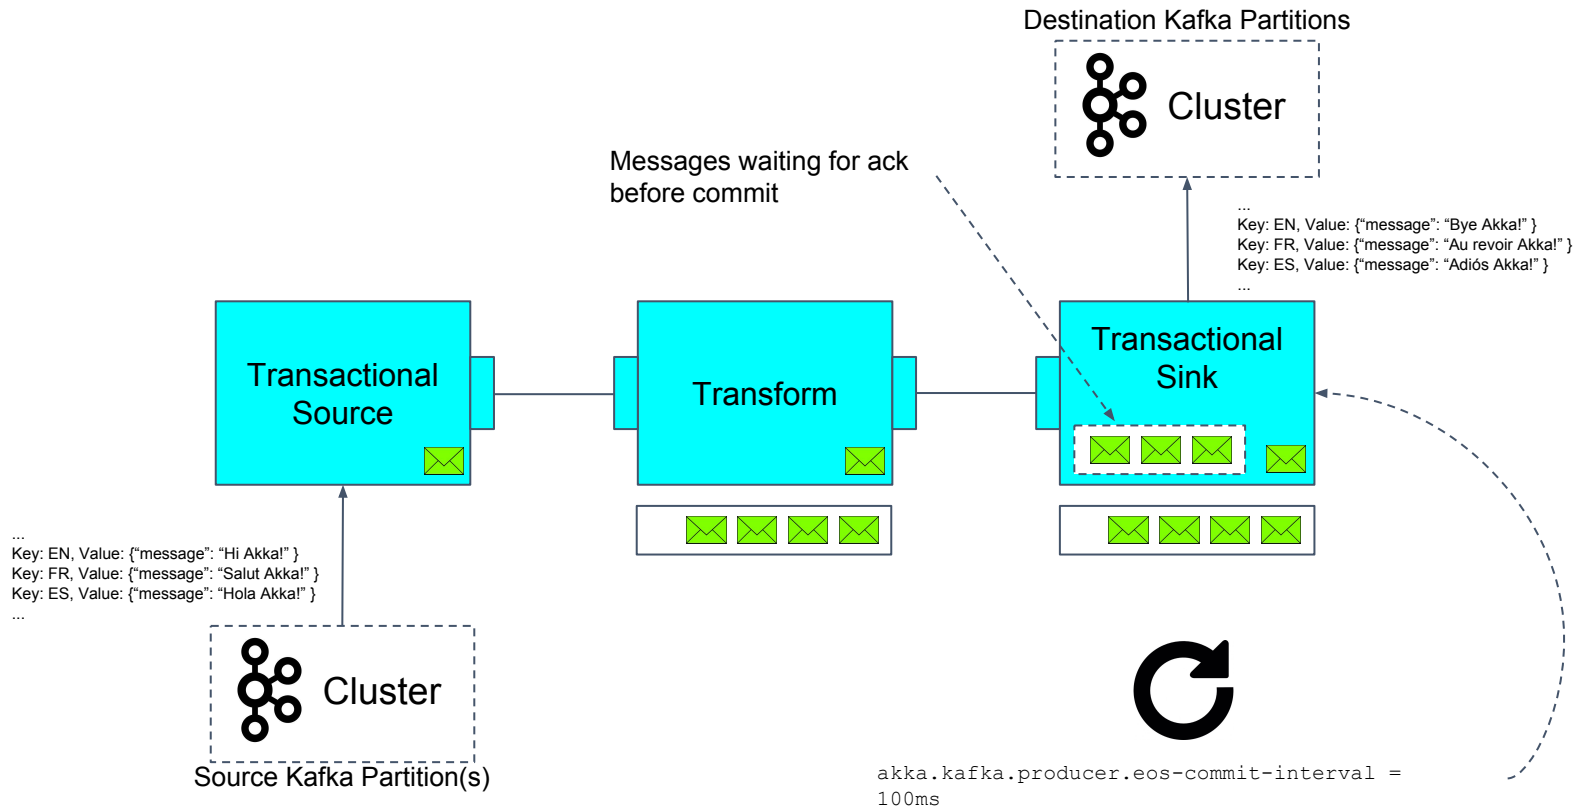 Destination Kafka Partitions
Cluster
Messages waiting for ack
before commit
...
Key: EN, Value: {“message”: “Bye Akka!” }
Key: FR, Value: {“message”: “Au revoir Akka!” }
Key: ES, Value: {“message”: “Adiós Akka!” }
...
Transactional
Source
Transform
Transactional
Sink
...
Key: EN, Value: {“message”: “Hi Akka!” }
Key: FR, Value: {“message”: “Salut Akka!” }
Key: ES, Value: {“message”: “Hola Akka!” }
...
Cluster
Source Kafka Partition(s)
akka.kafka.producer.eos-commit-interval =
100ms